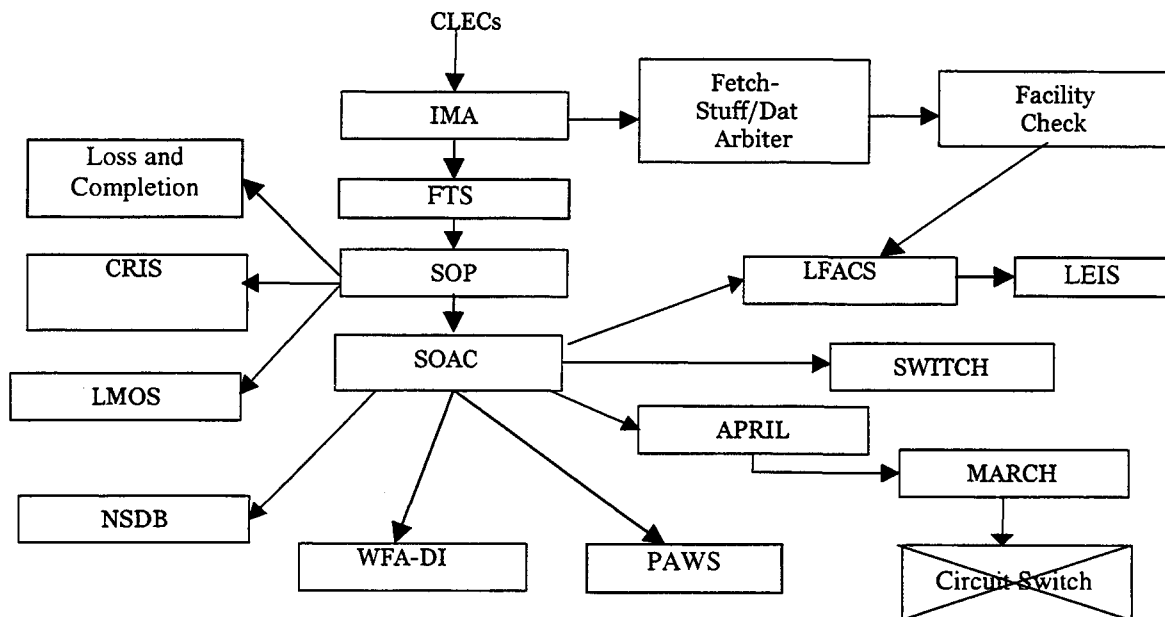 CLECs
IMA
Fetch-
Stuff/Dat
Arbiter
Facility
Check
Loss and
Completion
FTS
CRIS
SOP
LFACS
LEIS
SOAC
SWITCH
LMOS
APRIL
MARCH
NSDB
WFA-DI
PAWS
Circuit Switch